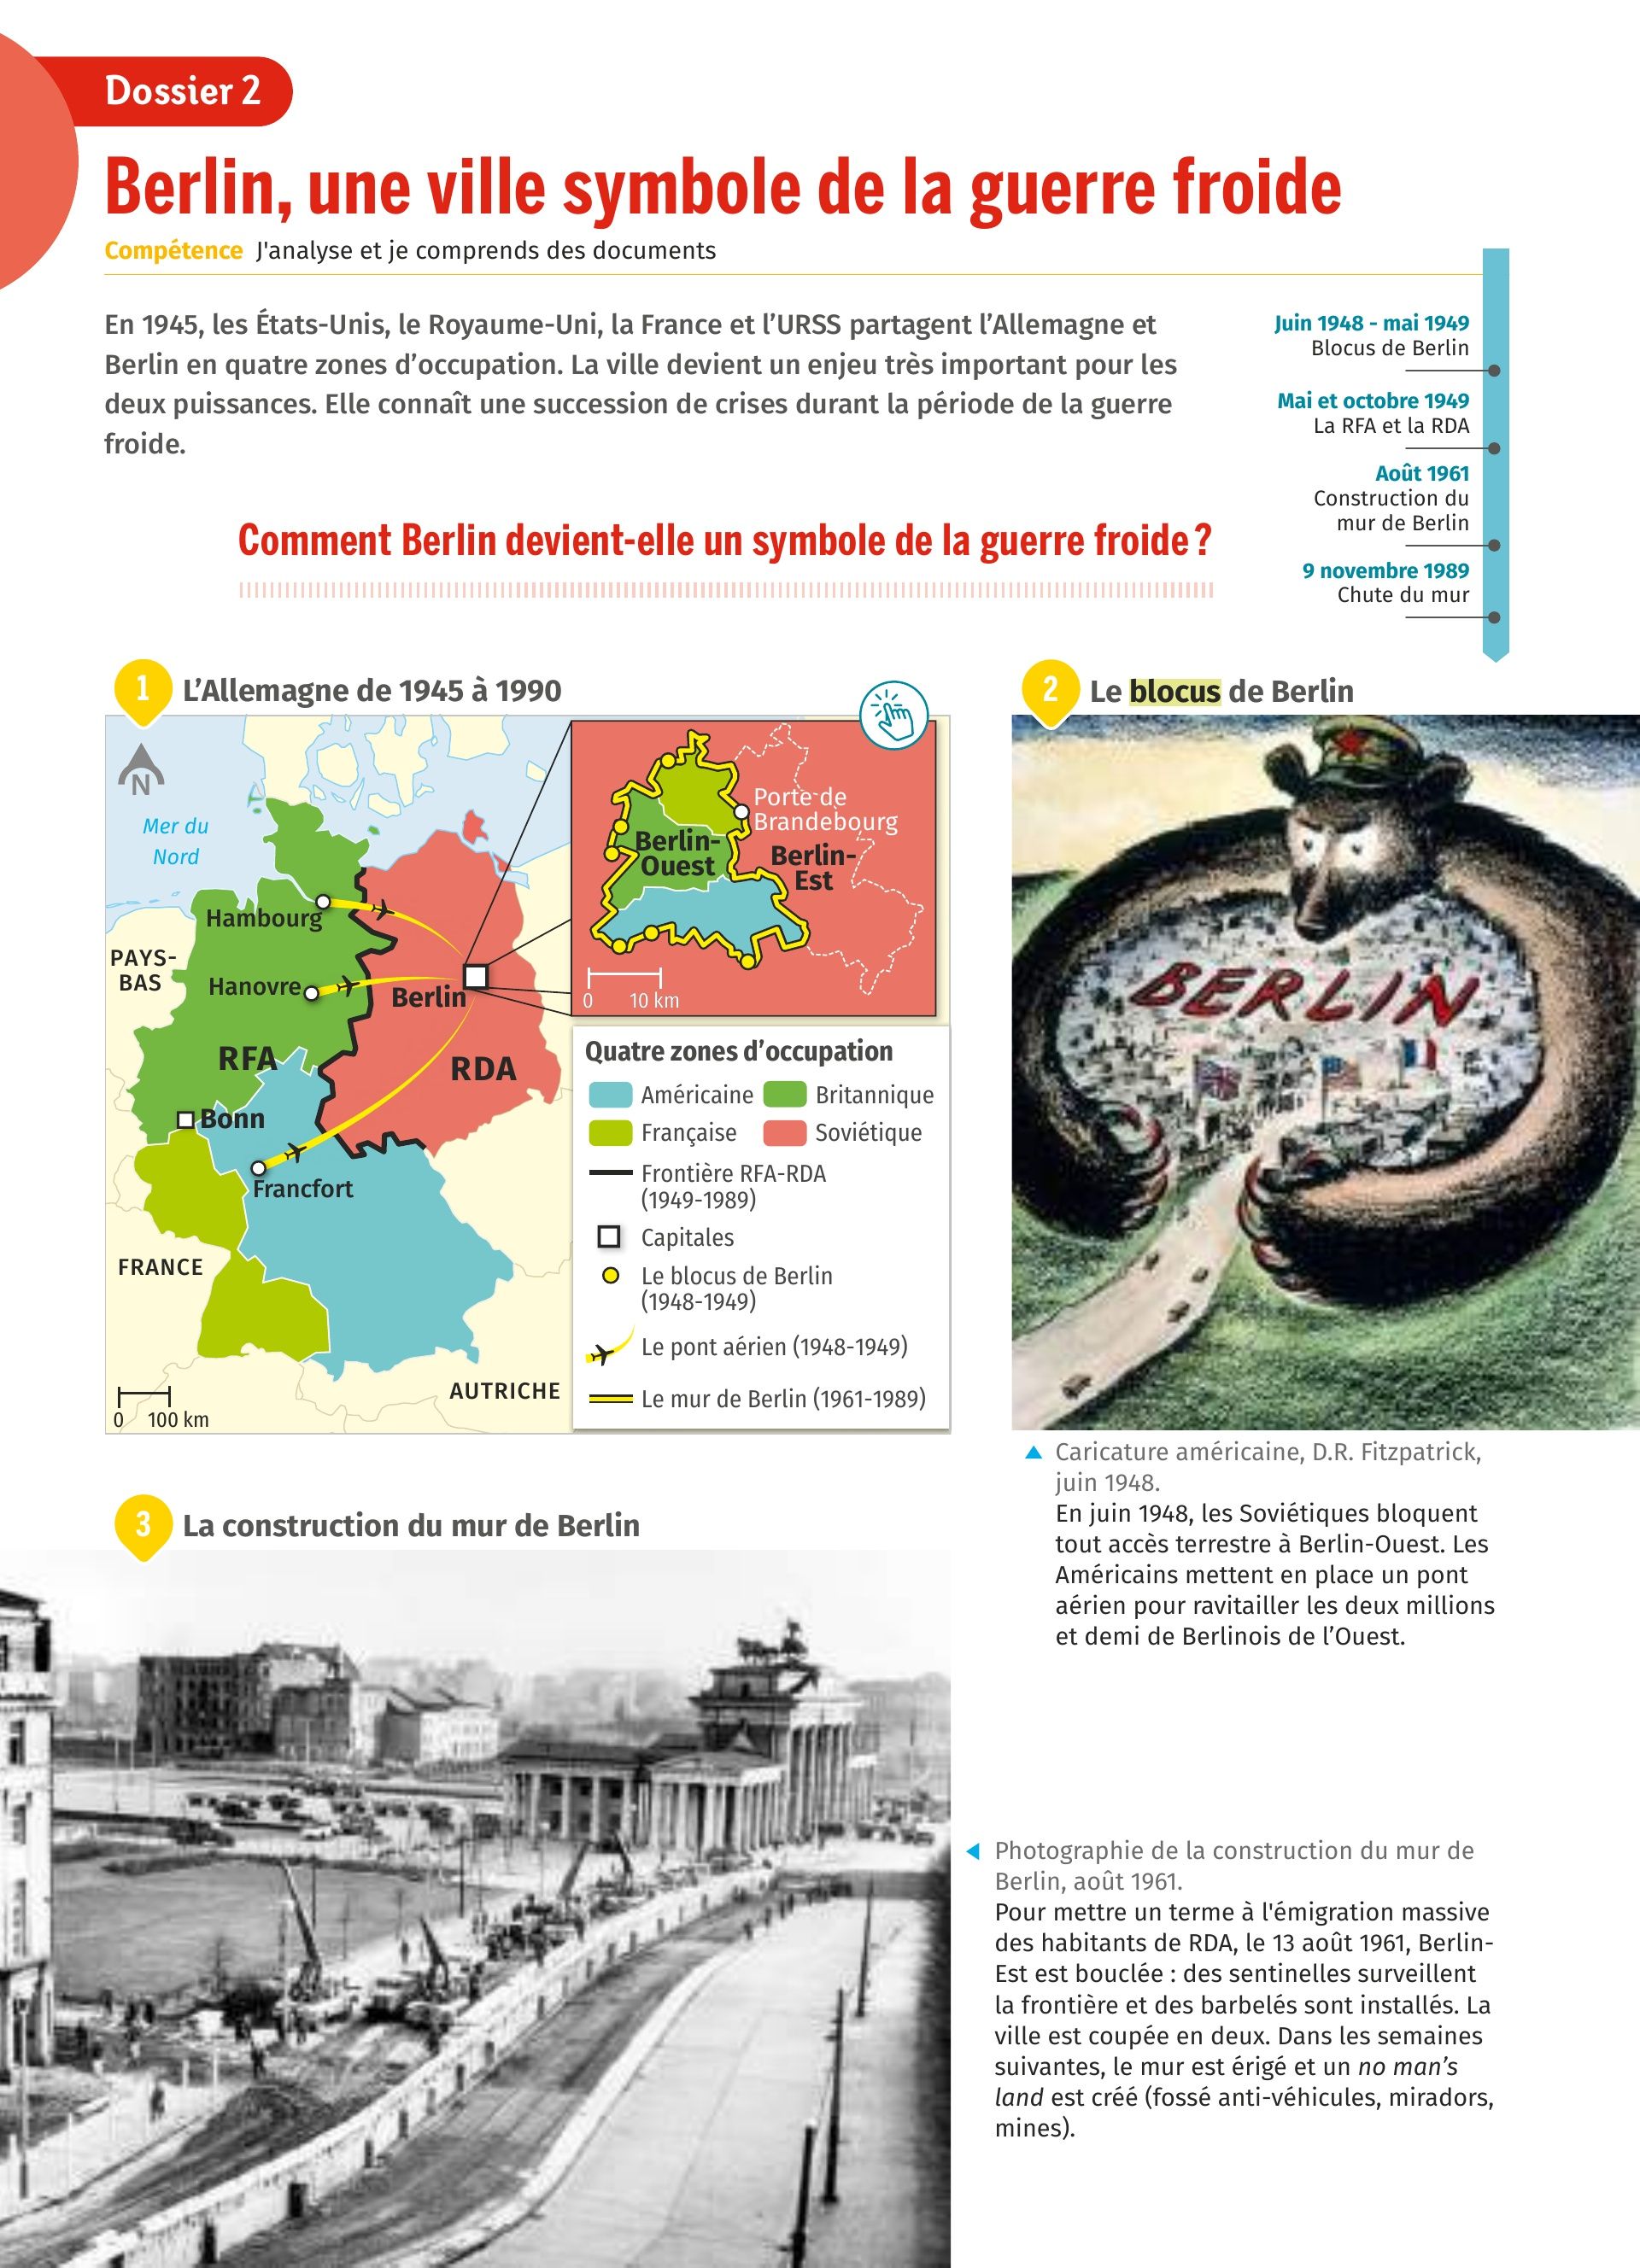 Dossier 2
Berlin, une ville symbole de la guerre froide
Compétence J'analyse et je comprends des documents
En 1945, les États-Unis, le Royaume-Uni, la France et l’URSS partagent l’Allemagne et
Berlin en quatre zones d’occupation. La ville devient un enjeu très important pour les
deux puissances. Elle connaît une succession de crises durant la période de la guerre
froide.
Juin 1948 - mai 1949
Blocus de Berlin
Mai et octobre 1949
La RFA et la RDA
Août 1961
Construction du
mur de Berlin
9 novembre 1989
Chute du mur
Comment Berlin devient-elle un symbole de la guerre froide ?
1 L’Allemagne de 1945 à 1990
N
Mer du
Nord
Hambourg
PAYS-
BAS
Hanovre
Berlin
RFA
RDA
Bonn
Francfort
FRANCE
AUTRICHE
0 100 km
Porte de
Brandebourg
Berlin-
Ouest
Berlin-
Est
0 10 km
Quatre zones d’occupation
Américaine Britannique
Française Soviétique
Frontière RFA-RDA
(1949-1989)
Capitales
Le blocus de Berlin
(1948-1949)
Le pont aérien (1948-1949)
Le mur de Berlin (1961-1989)
2 Le blocus de Berlin
BERLIN
Caricature américaine, D.R. Fitzpatrick,
juin 1948.
En juin 1948, les Soviétiques bloquent
tout accès terrestre à Berlin-Ouest. Les
Américains mettent en place un pont
aérien pour ravitailler les deux millions
et demi de Berlinois de l’Ouest.
3 La construction du mur de Berlin
Photographie de la construction du mur de
Berlin, août 1961.
Pour mettre un terme à l'émigration massive
des habitants de RDA, le 13 août 1961, Berlin-
Est est bouclée : des sentinelles surveillent
la frontière et des barbelés sont installés. La
ville est coupée en deux. Dans les semaines
suivantes, le mur est érigé et un no man’s
land est créé (fossé anti-véhicules, miradors,
mines).